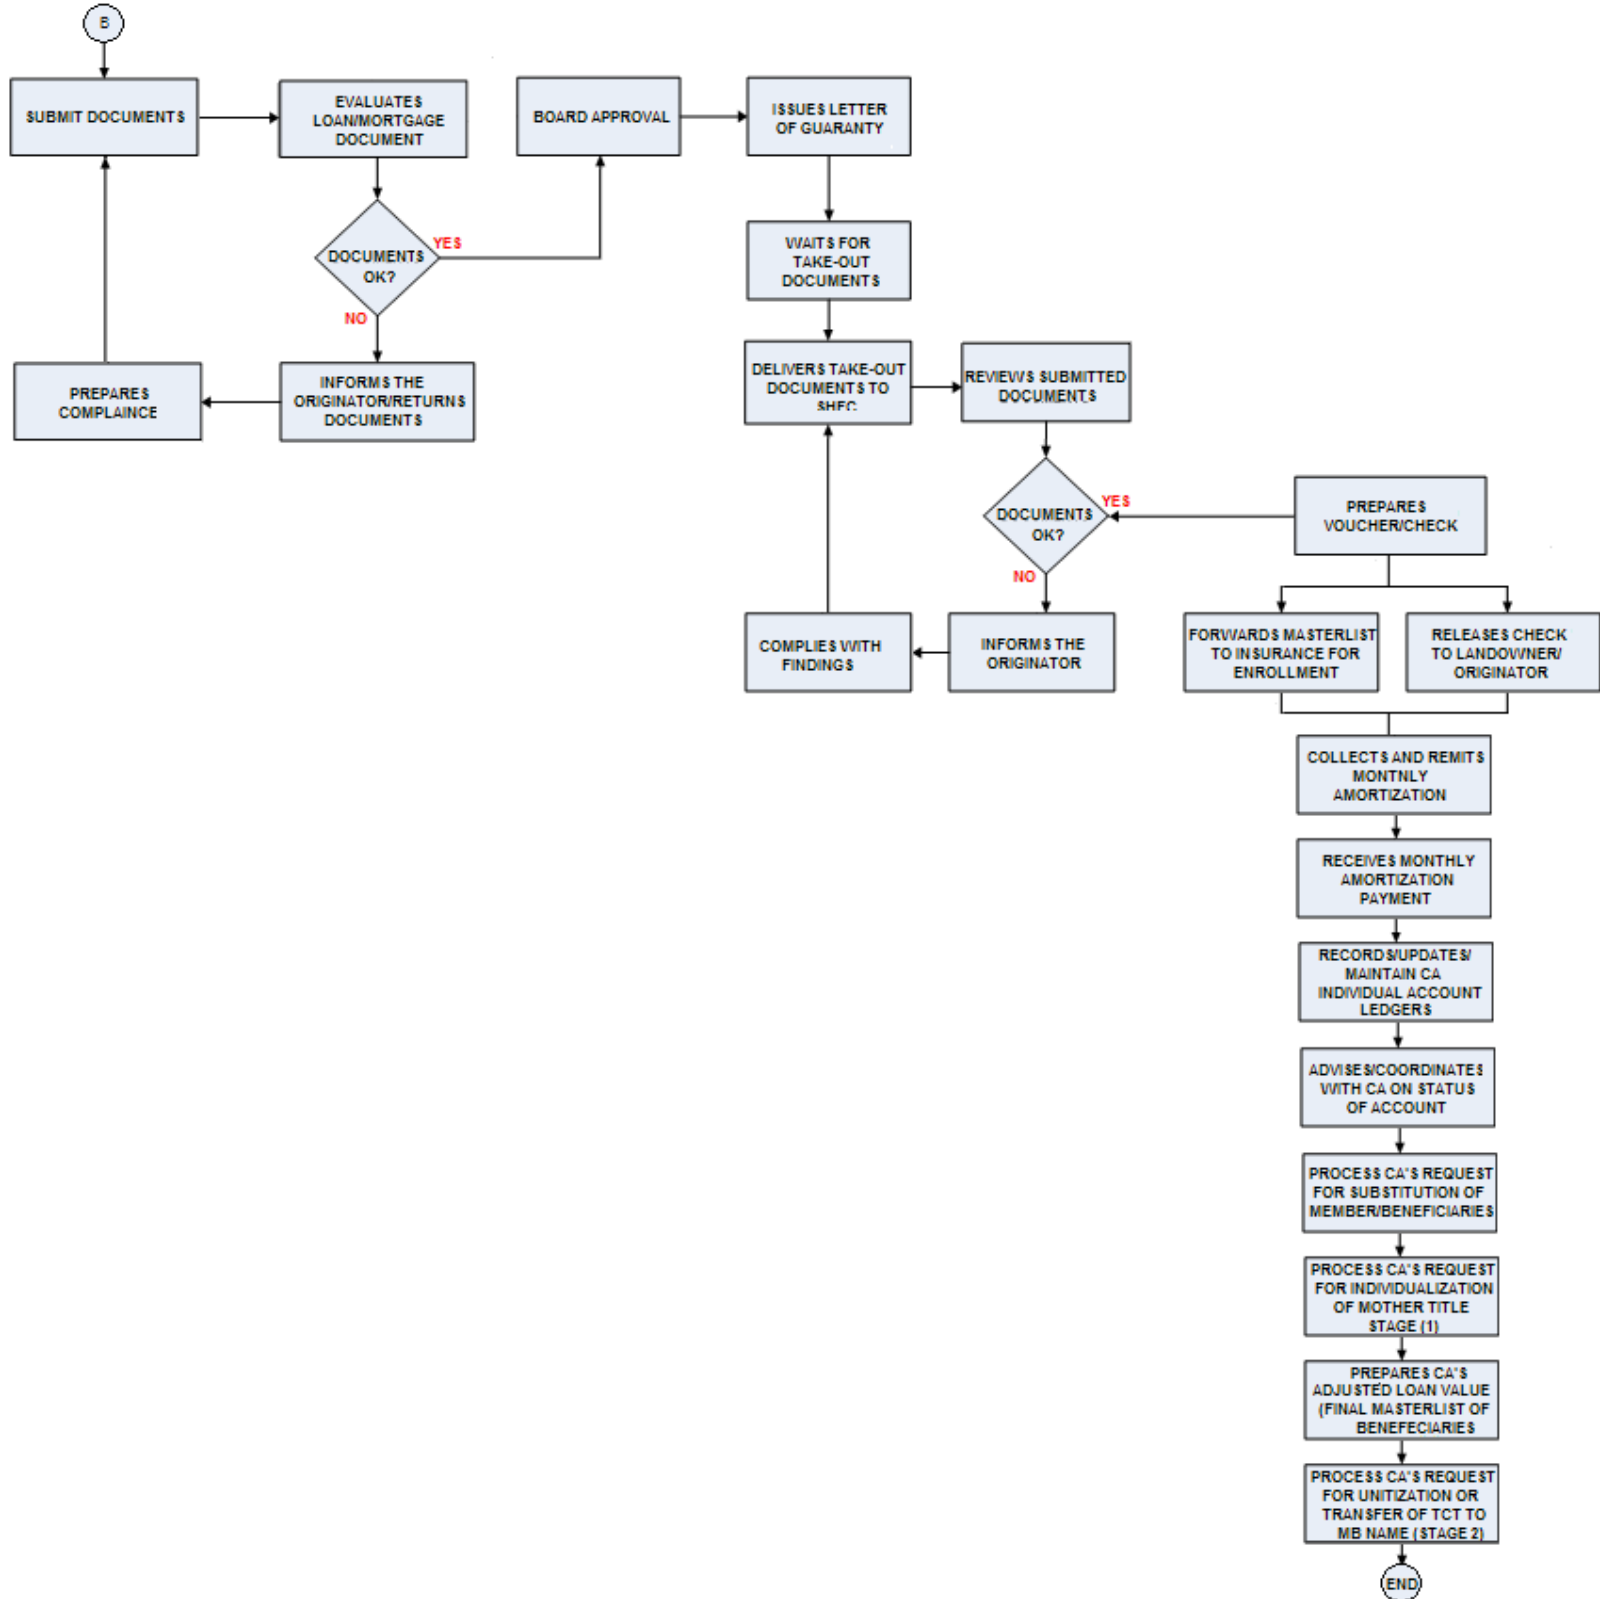 B
SUBMIT DOCUMENTS
EVALUATES
LOAN/MORTGAGE
DOCUMENT
BOARD APPROVAL
ISSUES LETTER
OF GUARANTY
DOCUMENTS
OK?
YES
NO
WAITS FOR
TAKE-OUT
DOCUMENTS
PREPARES
COMPLAINCE
INFORMS THE
ORIGINATOR/RETURNS
DOCUMENTS
DELIVERS TAKE-OUT
DOCUMENTS TO
SHFC
REVIEWS SUBMITTED
DOCUMENTS
DOCUMENTS
OK?
YES
NO
PREPARES
VOUCHER/CHECK
COMPLIES WITH
FINDINGS
INFORMS THE
ORIGINATOR
FORWARDS MASTERLIST
TO INSURANCE FOR
ENROLLMENT
RELEASES CHECK
TO LANDOWNER/
ORIGINATOR
COLLECTS AND REMITS
MONTNLY
AMORTIZATION
RECEIVES MONTHLY
AMORTIZATION
PAYMENT
RECORDS/UPDATES/
MAINTAIN CA
INDIVIDUAL ACCOUNT
LEDGERS
ADVISES/COORDINATES
WITH CA ON STATUS
OF ACCOUNT
PROCESS CA'S REQUEST
FOR SUBSTITUTION OF
MEMBER/BENEFICIARIES
PROCESS CA'S REQUEST
FOR INDIVIDUALIZATION
OF MOTHER TITLE
STAGE (1)
PREPARES CA'S
ADJUSTED LOAN VALUE
(FINAL MASTERLIST OF
BENEFECIARIES
PROCESS CA'S REQUEST
FOR UNITIZATION OR
TRANSFER OF TCT TO
MB NAME (STAGE 2)
END